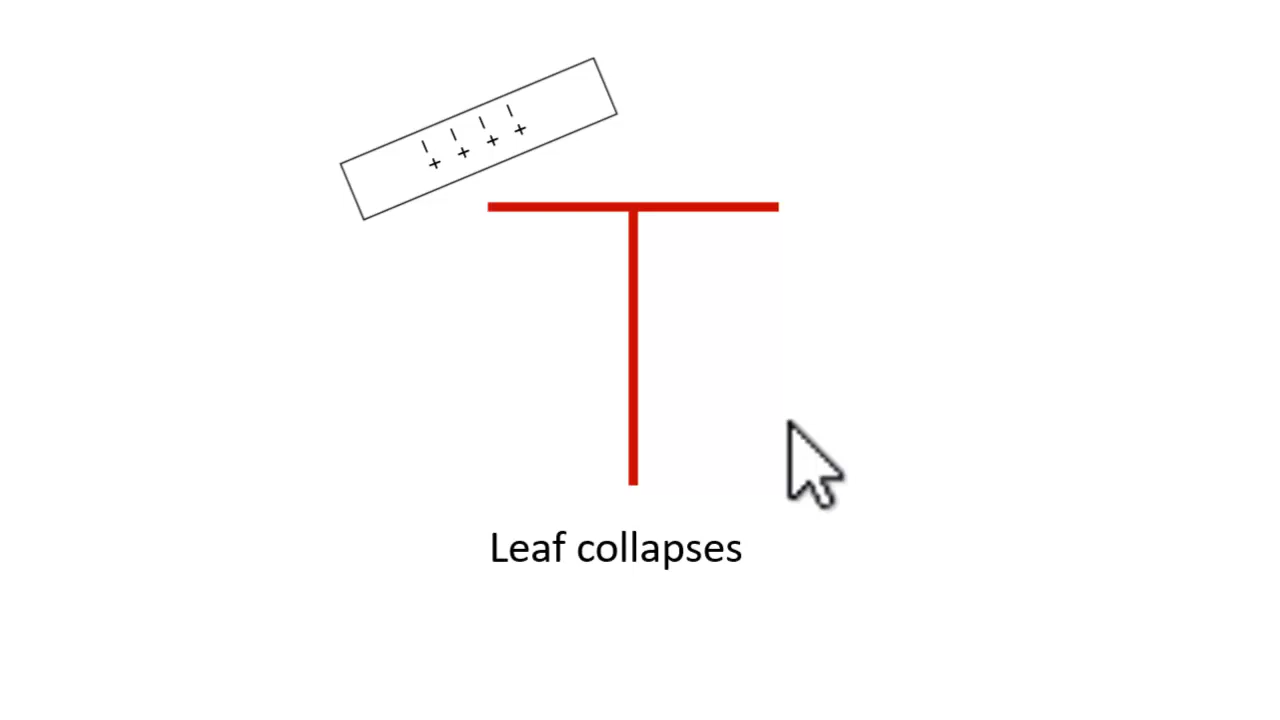 − − − −
+ + + +
Leaf collapses